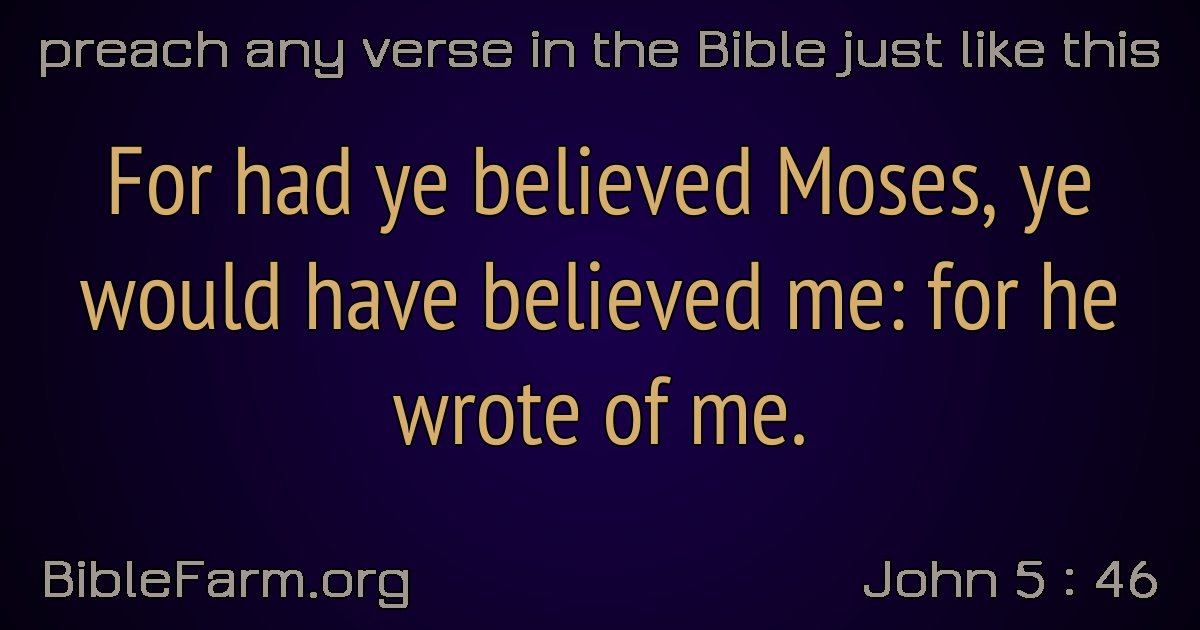 preach any verse in the Bible just like this
For had ye believed Moses, ye
would have believed me: for he
wrote of me.
BibleFarm.org
John 5 : 46